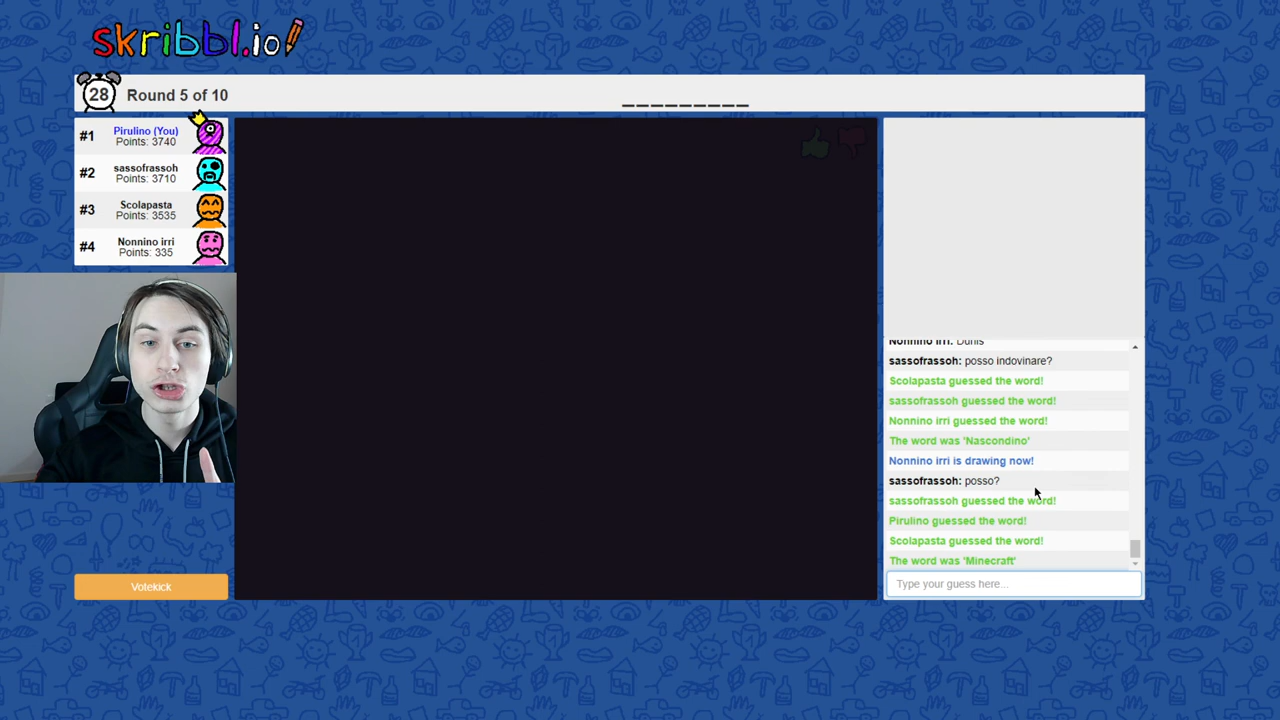 skribbl.io
28
Round 5 of 10
_________
#1
Pirulino (You)
Points: 3740
#2
sassofrassoh
Points: 3710
#3
Scolapasta
Points: 3535
#4
Nonnino irri
Points: 335
Votekick
Nonnino irri:
sassofrassoh: posso indovinare?
Scolapasta guessed the word!
sassofrassoh guessed the word!
Nonnino irri guessed the word!
The word was 'Nascondino'
Nonnino irri is drawing now!
sassofrassoh: posso?
sassofrassoh guessed the word!
Pirulino guessed the word!
Scolapasta guessed the word!
The word was 'Minecraft'
Type your guess here...